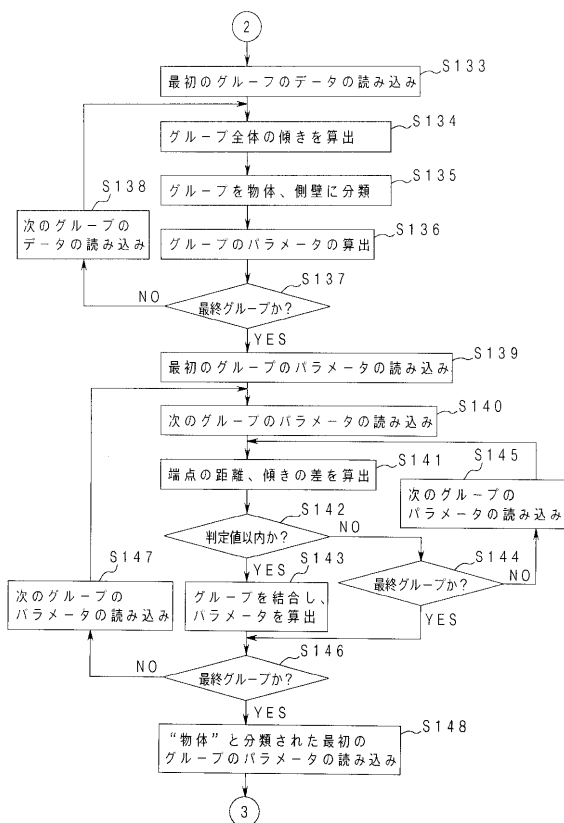 2
S133
最初のグループのデータの読み込み
S134
グループ全体の傾きを算出
S138
S135
次のグループの
データの読み込み
グループを物体、側壁に分類
S136
グループのパラメータの算出
S137
NO
最終グループか?
YES
S139
最初のグループのパラメータの読み込み
S140
次のグループのパラメータの読み込み
S141
S145
端点の距離、傾きの差を算出
次のグループの
パラメータの読み込み
S142
判定値以内か?
NO
S147
YES
S143
S144
次のグループの
パラメータの読み込み
グループを結合し、
パラメータを算出
最終グループか?
NO
YES
S146
NO
最終グループか?
YES
S148
“物体”と分類された最初の
グループのパラメータの読み込み
3